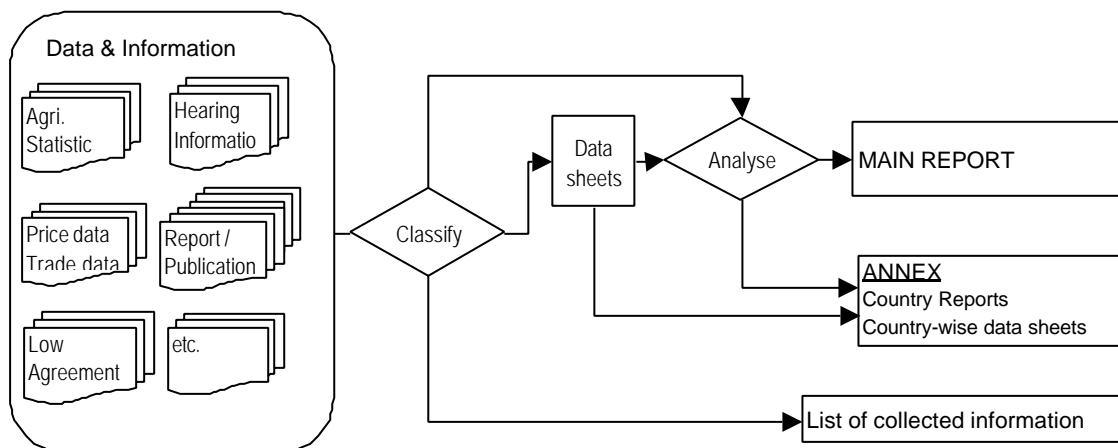 Data & Information
Agri.
Statistic
Hearing
Informatio
Price data
Trade data
Report /
Publication
Low
Agreement
etc.
Classify
Data
sheets
Analyse
MAIN REPORT
ANNEX
Country Reports
Country-wise data sheets
List of collected information